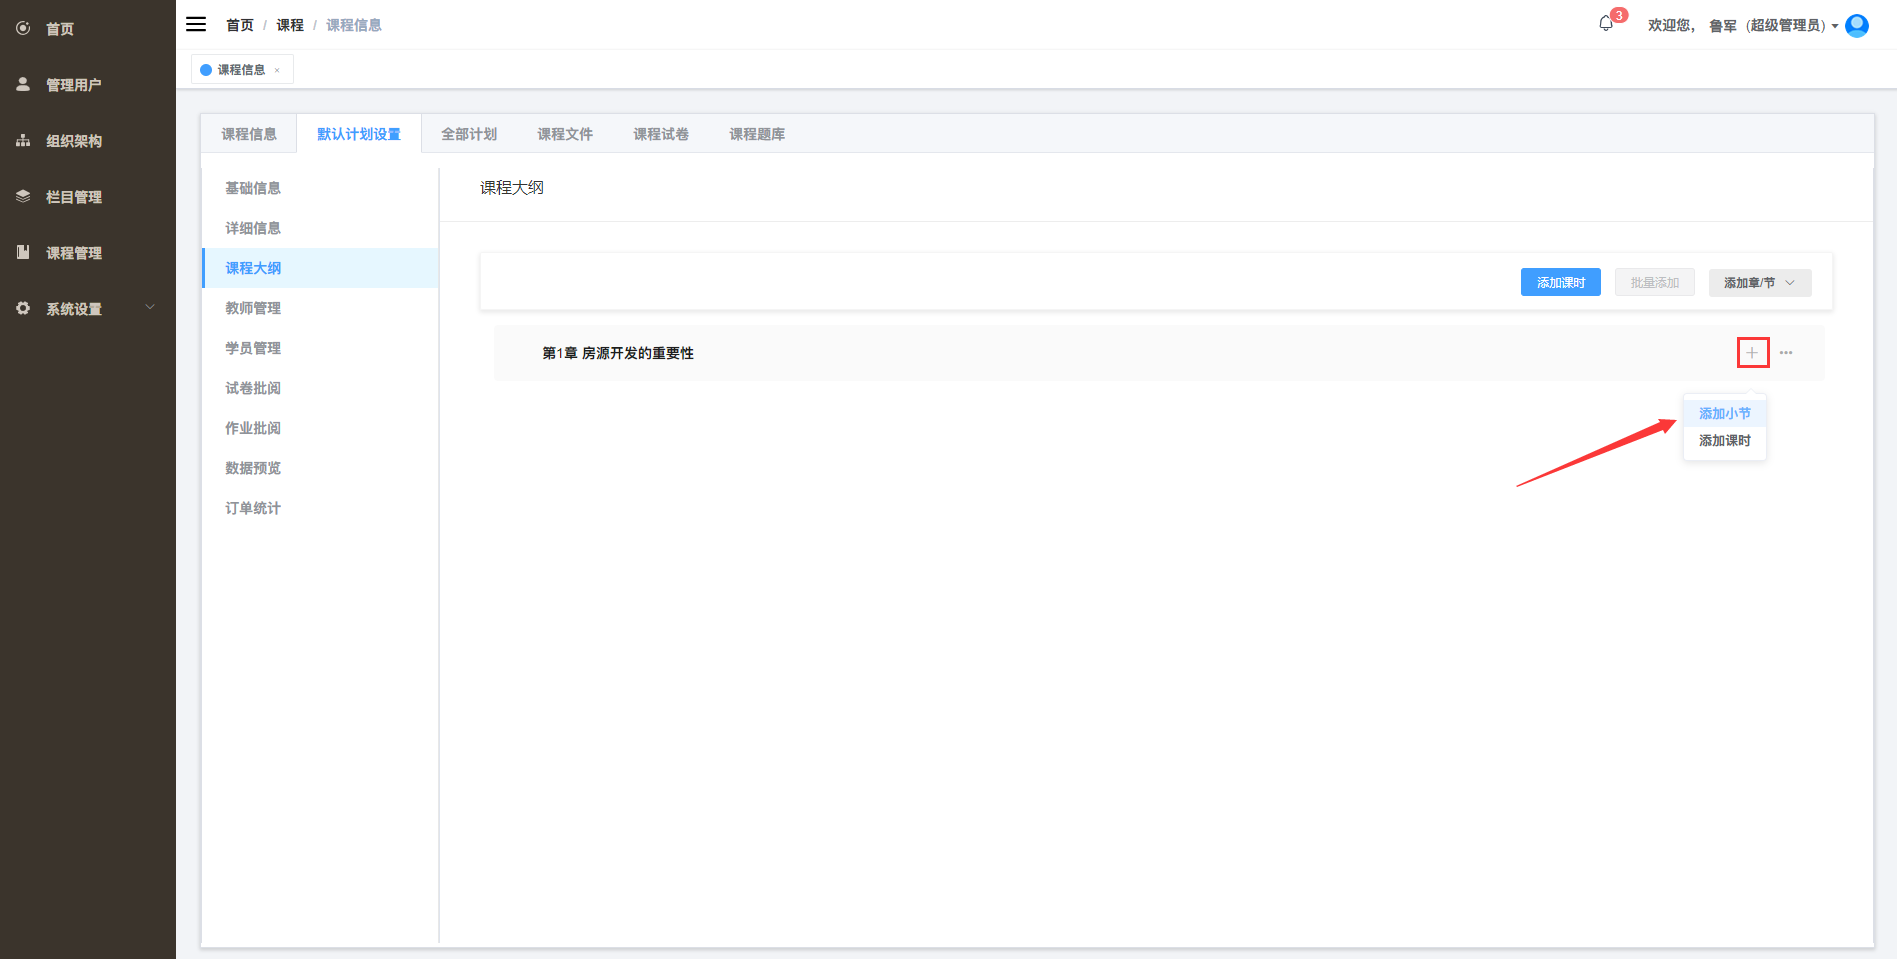 首页
管理用户
组织架构
栏目管理
课程管理
系统设置
首页 / 课程 / 课程信息
3
欢迎您， 鲁军（超级管理员）
课程信息 ×
课程信息 默认计划设置 全部计划 课程文件 课程试卷 课程题库
基础信息
详细信息
课程大纲
教师管理
学员管理
试卷批阅
作业批阅
数据预览
订单统计
课程大纲
添加课时 批量添加 添加章/节
第1章 房源开发的重要性
添加小节
添加课时